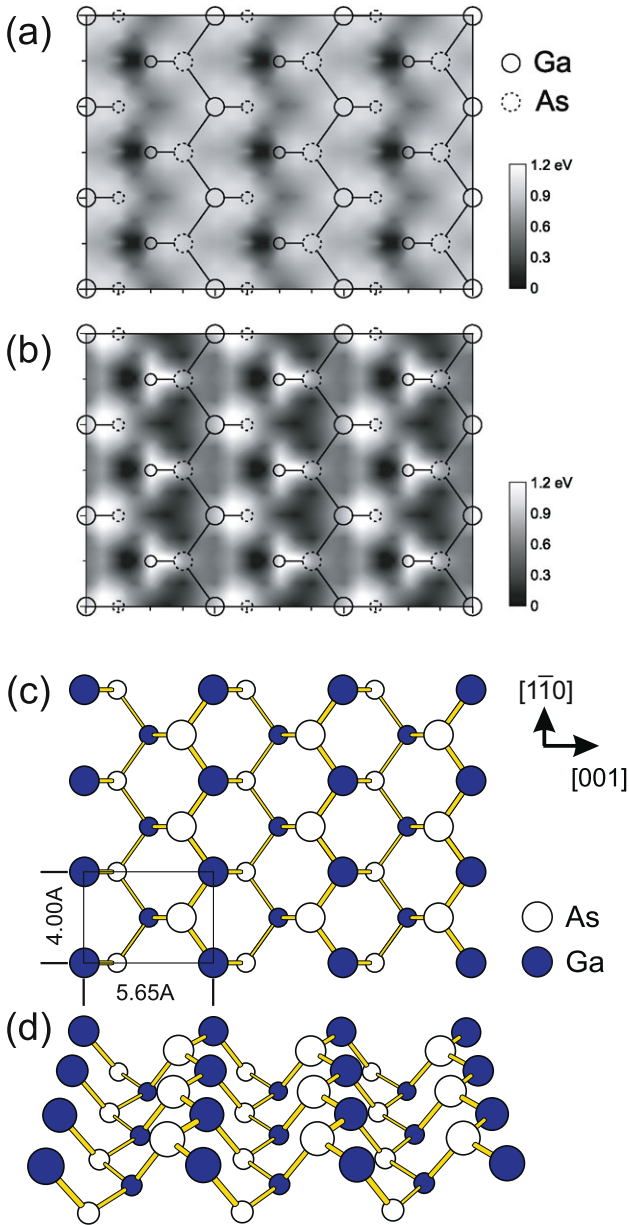 (a)
Ga
As
1.2 eV
0.9
0.6
0.3
0
(b)
1.2 eV
0.9
0.6
0.3
0
(c)
[11̅0]
[001]
4.00A
5.65A
As
Ga
(d)